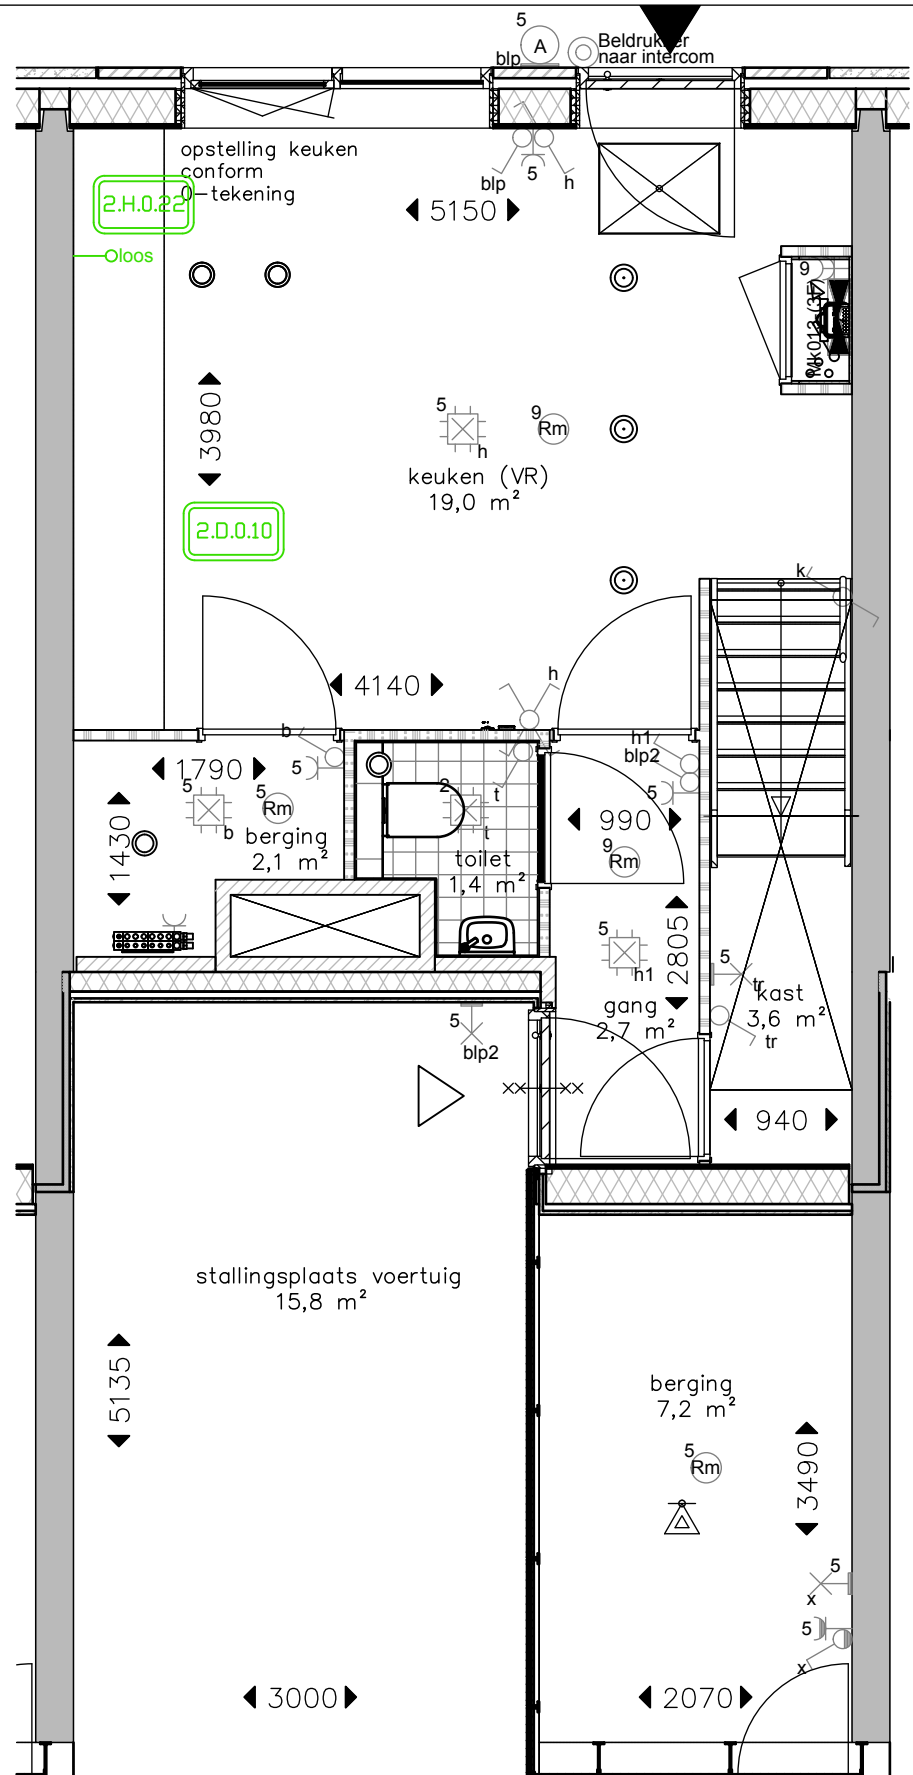 5
A
blp
Beldrukker
naar intercom
opstelling keuken
conform
0-tekening
2.H.0.22
loos
blp
5
h
5150
9
Mk013 (3F)
3980
5
h
9
Rm
keuken (VR)
19,0 m²
2.D.0.10
k
4140
h
b
5
h1
blp2
5
t
1790
5
b
5
Rm
berging
2,1 m²
1430
2
t
toilet
1,4 m²
990
9
Rm
5
h1
2805
gang
2,7 m²
5
tr
kast
3,6 m²
tr
5
blp2
940
stallingsplaats voertuig
15,8 m²
5135
berging
7,2 m²
5
Rm
3490
5
x
5
x
3000
2070